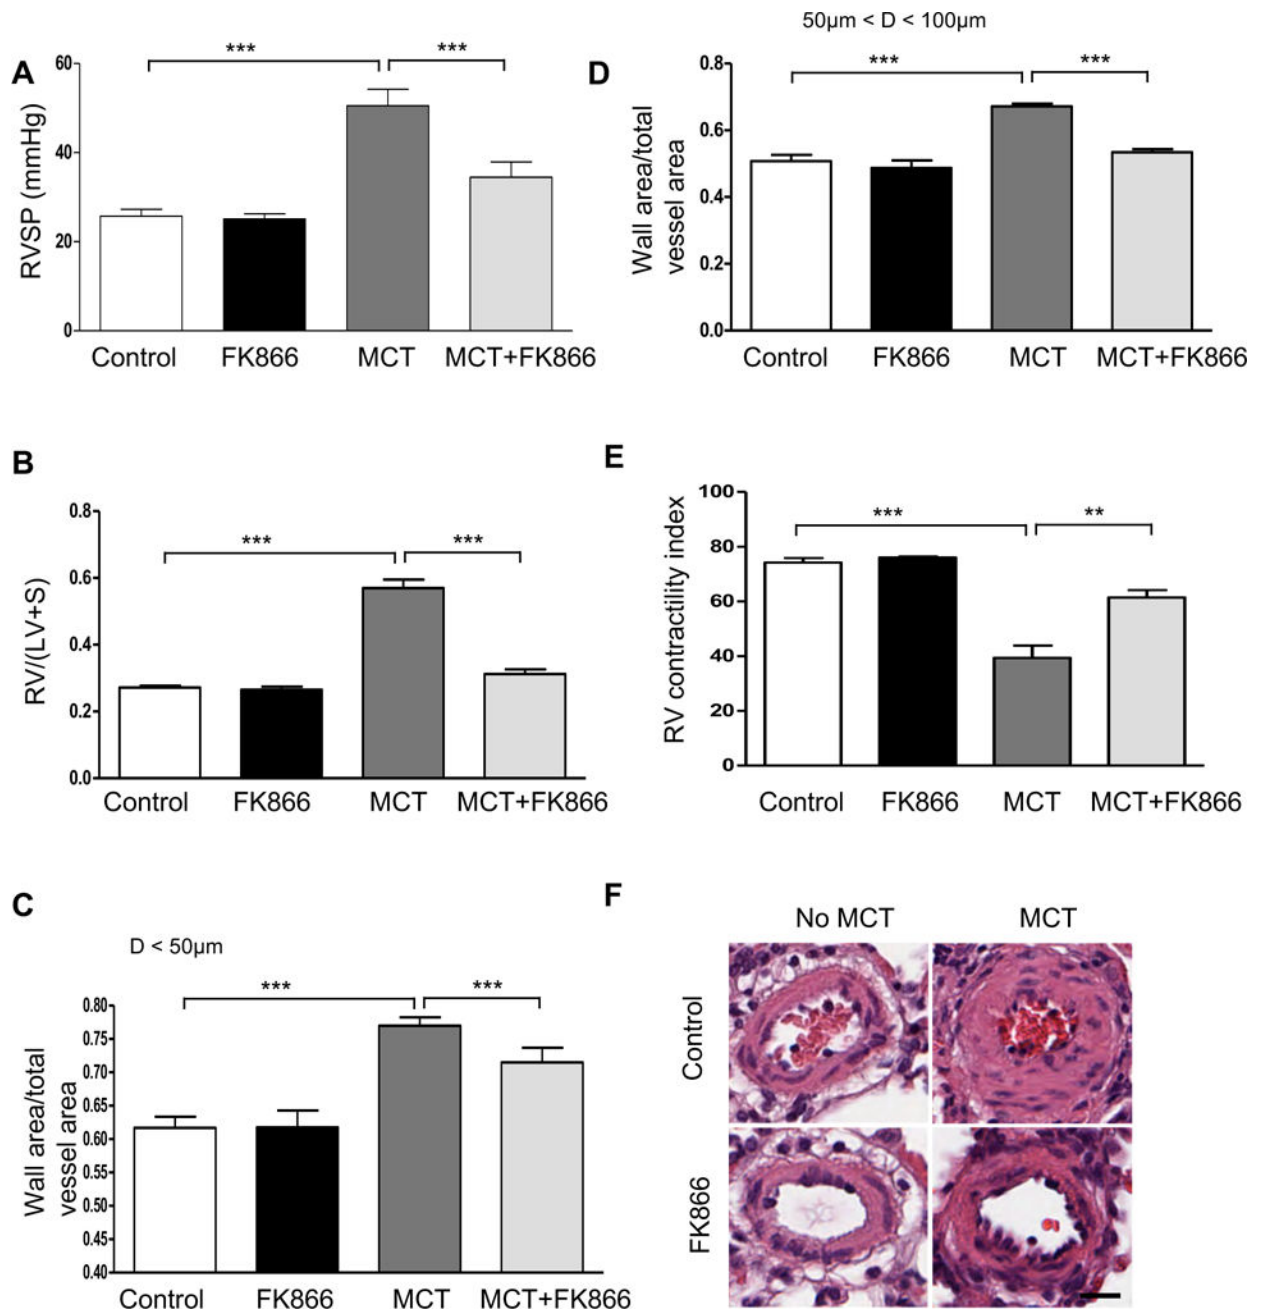 A
RVSP (mmHg)
60
40
20
0
***
***
Control FK866 MCT MCT+FK866
50µm < D < 100µm
D
Wall area/total
vessel area
0.8
0.6
0.4
0.2
0.0
***
***
Control FK866 MCT MCT+FK866
B
RV/(LV+S)
0.8
0.6
0.4
0.2
0.0
***
***
Control FK866 MCT MCT+FK866
E
RV contractility index
100
80
60
40
20
0
***
**
Control FK866 MCT MCT+FK866
C
D < 50µm
Wall area/total
vessel area
0.80
0.75
0.70
0.65
0.60
0.55
0.50
0.45
0.40
***
***
Control FK866 MCT MCT+FK866
F
No MCT MCT
Control
FK866